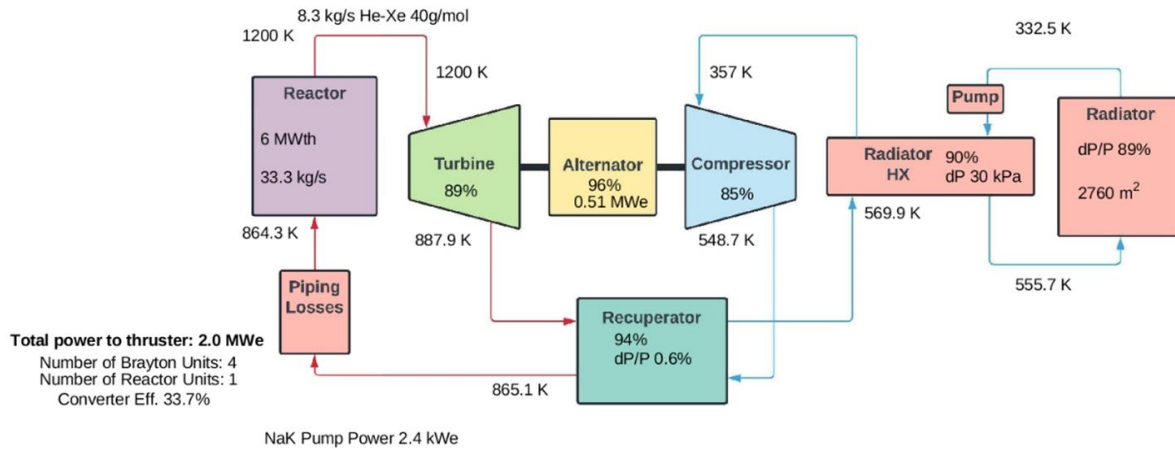 8.3 kg/s He-Xe 40g/mol
1200 K
1200 K
357 K
332.5 K
Reactor
6 MWth
33.3 kg/s
Turbine
89%
Alternator
96%
0.51 MWe
Compressor
85%
Radiator
HX
90%
dP 30 kPa
Pump
Radiator
dP/P 89%
2760 m²
864.3 K
887.9 K
548.7 K
569.9 K
555.7 K
Piping
Losses
Recuperator
94%
dP/P 0.6%
865.1 K
Total power to thruster: 2.0 MWe
Number of Brayton Units: 4
Number of Reactor Units: 1
Converter Eff. 33.7%
NaK Pump Power 2.4 kWe